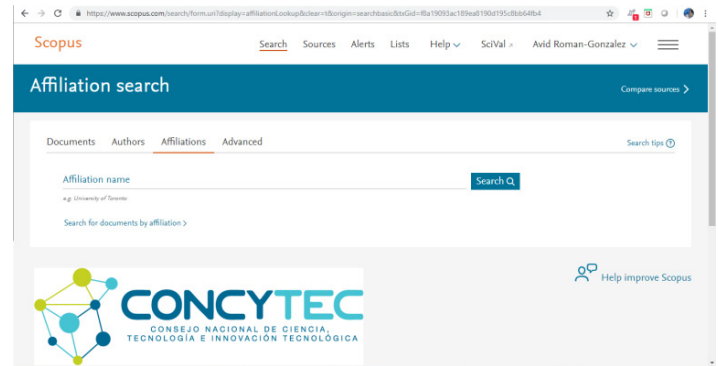 https://www.scopus.com/search/form.uri?display=affiliationLookup&clear=t&origin=searchbasic&txGid=f8a19093ac189ea8190d195c8bb64fb4
Scopus Search Sources Alerts Lists Help SciVal Avid Roman-Gonzalez
Affiliation search Compare sources
Documents Authors Affiliations Advanced Search tips
Affiliation name Search
e.g. University of Toronto
Search for documents by affiliation >
Help improve Scopus
CONCYTEC
CONSEJO NACIONAL DE CIENCIA,
TECNOLOGÍA E INNOVACIÓN TECNOLÓGICA